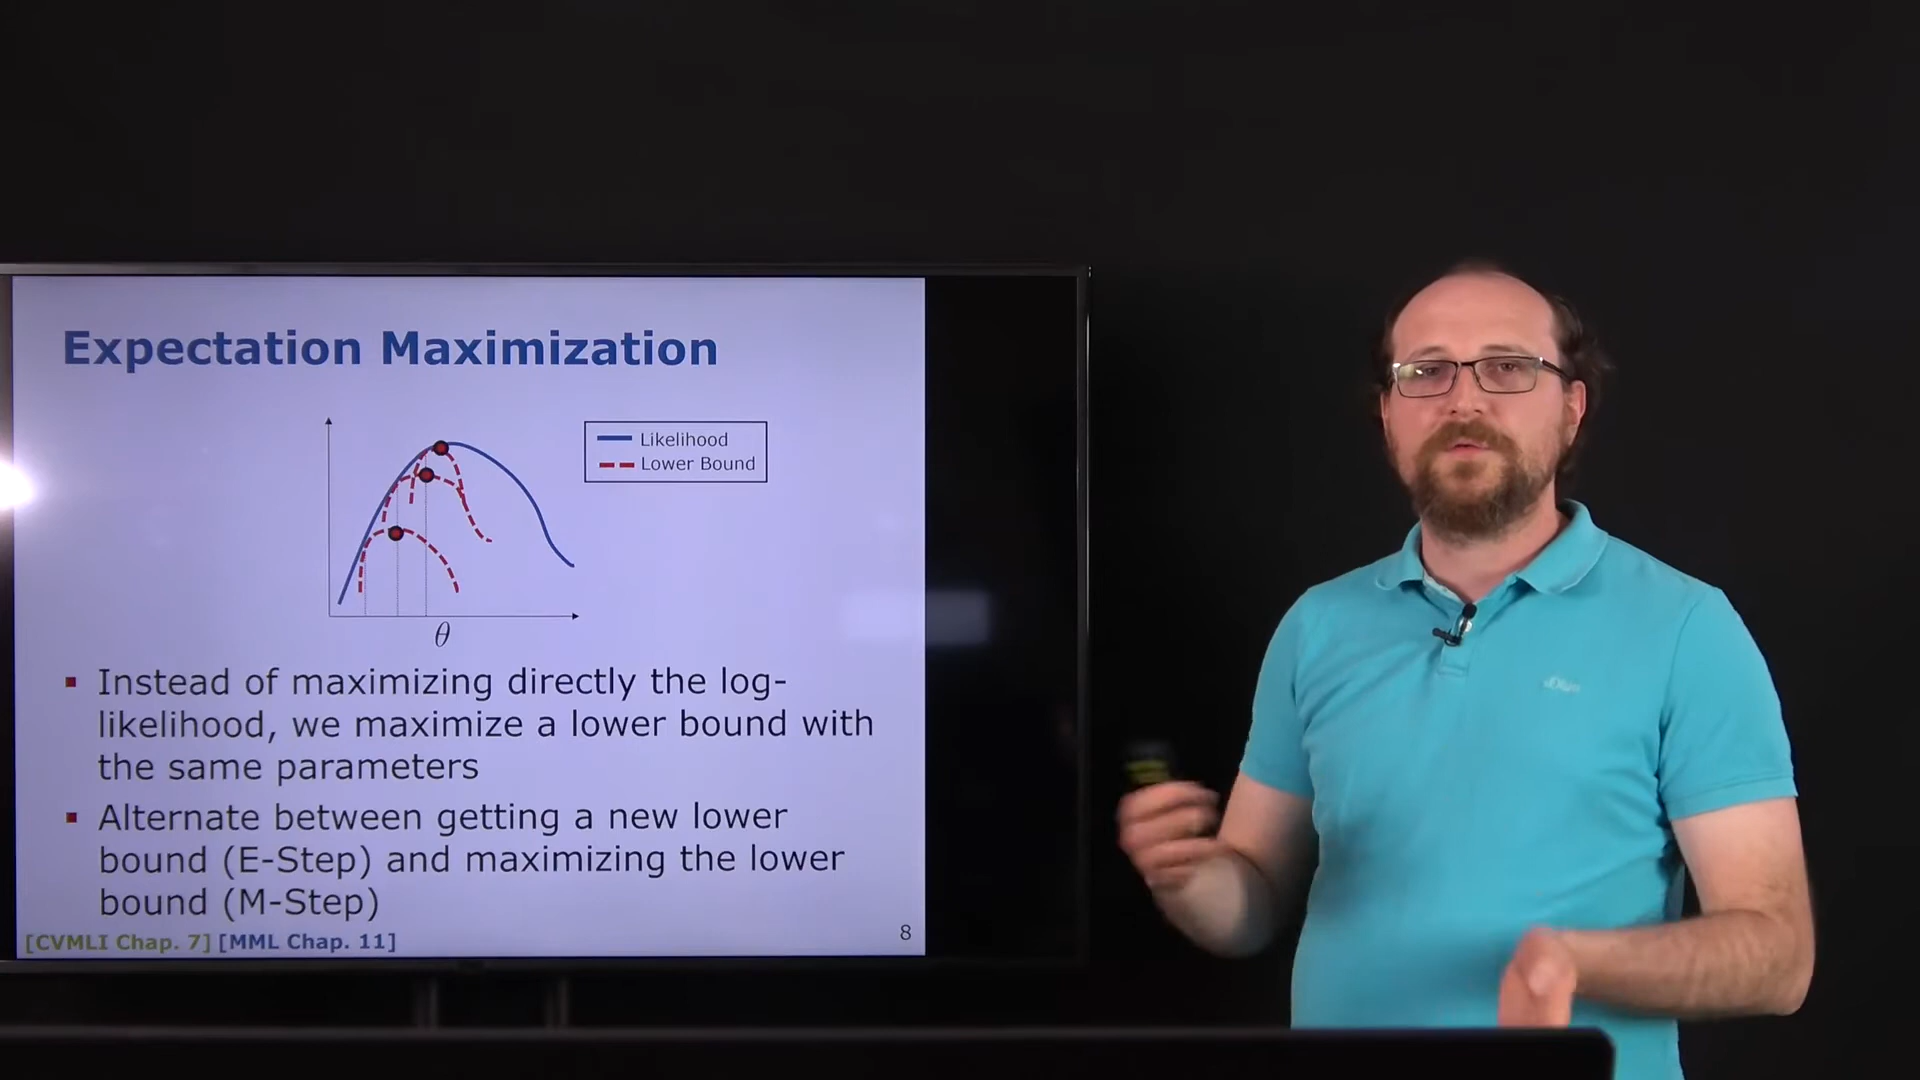 Expectation Maximization
Likelihood
Lower Bound
θ
▪ Instead of maximizing directly the log-
likelihood, we maximize a lower bound with
the same parameters
▪ Alternate between getting a new lower
bound (E-Step) and maximizing the lower
bound (M-Step)
[CVMLI Chap. 7] [MML Chap. 11]
8